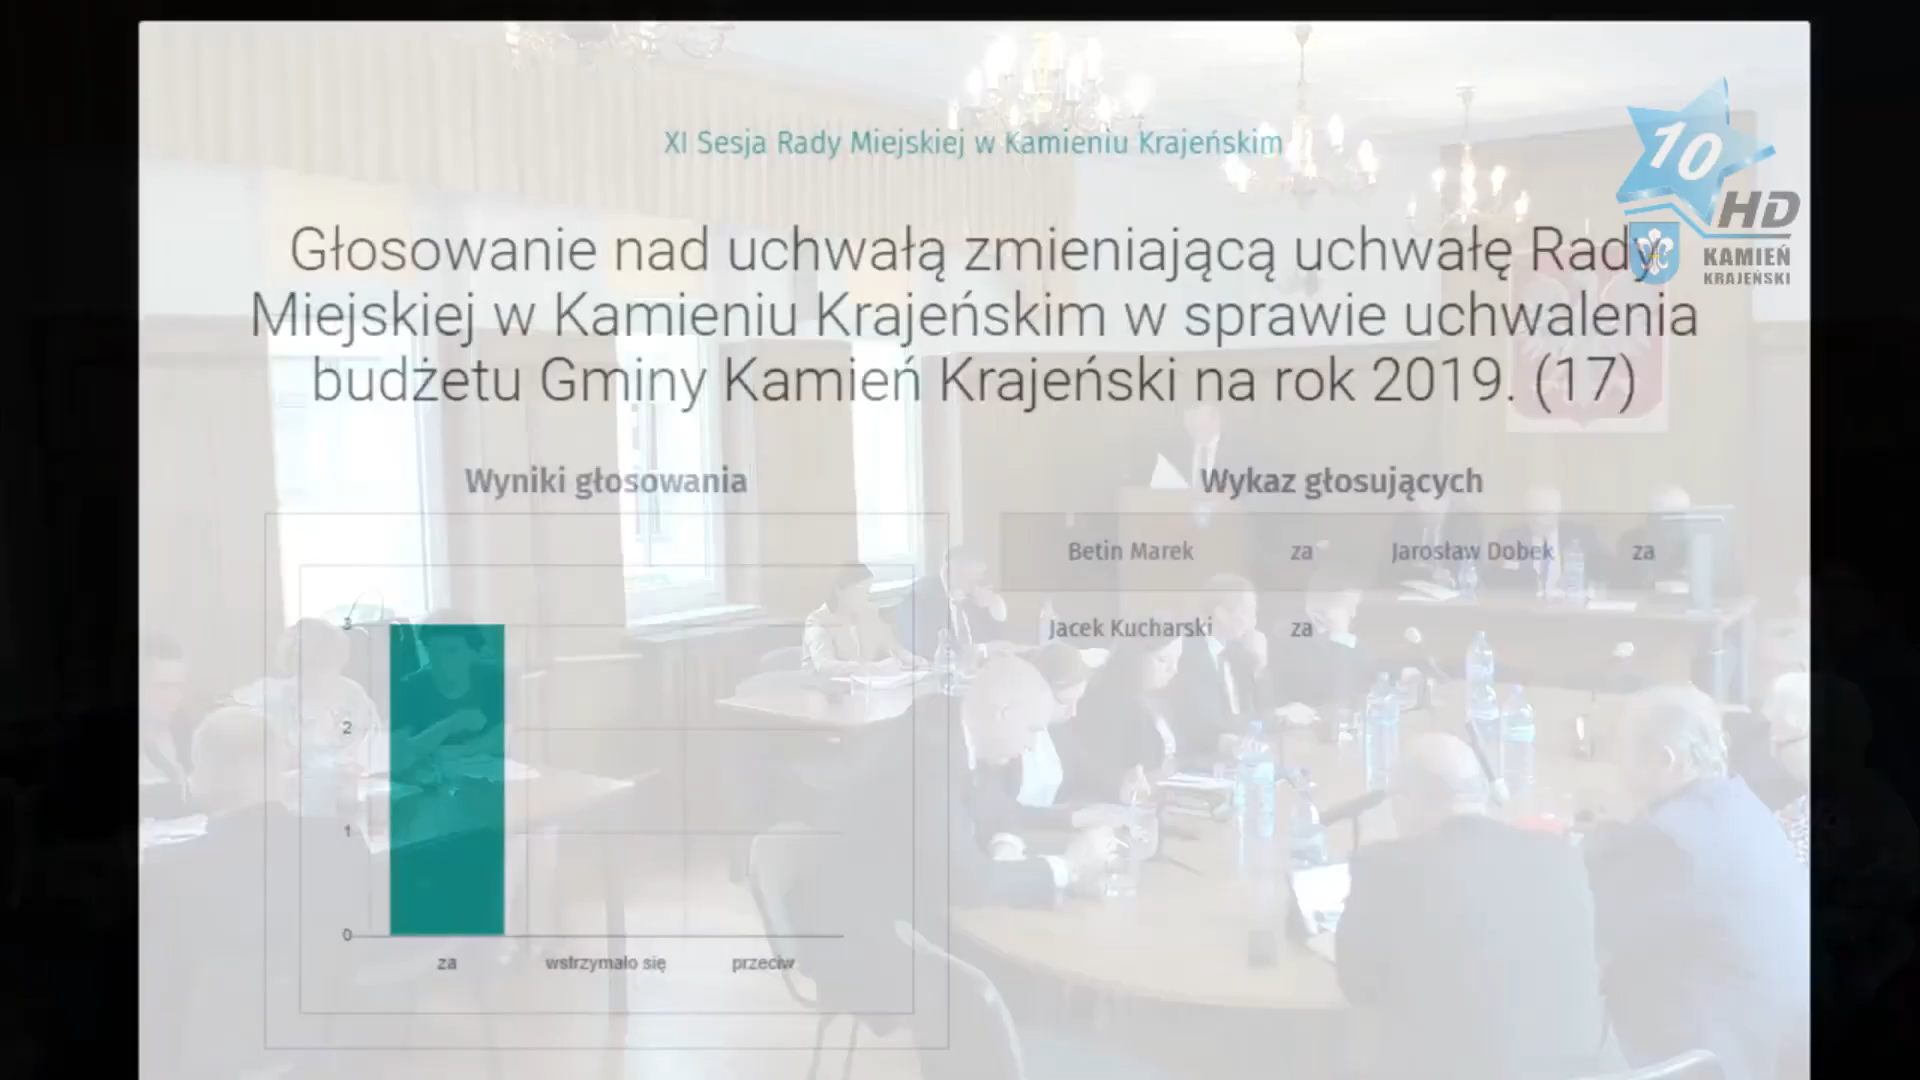 XI Sesja Rady Miejskiej w Kamieniu Krajeńskim
10
HD
KAMIEŃ
KRAJEŃSKI
Głosowanie nad uchwałą zmieniającą uchwałę Rady
Miejskiej w Kamieniu Krajeńskim w sprawie uchwalenia
budżetu Gminy Kamień Krajeński na rok 2019. (17)
Wyniki głosowania
Wykaz głosujących
Betin Marek za Jarosław Dobek za
Jacek Kucharski za
3
2
1
0
za wstrzymało się przeciw